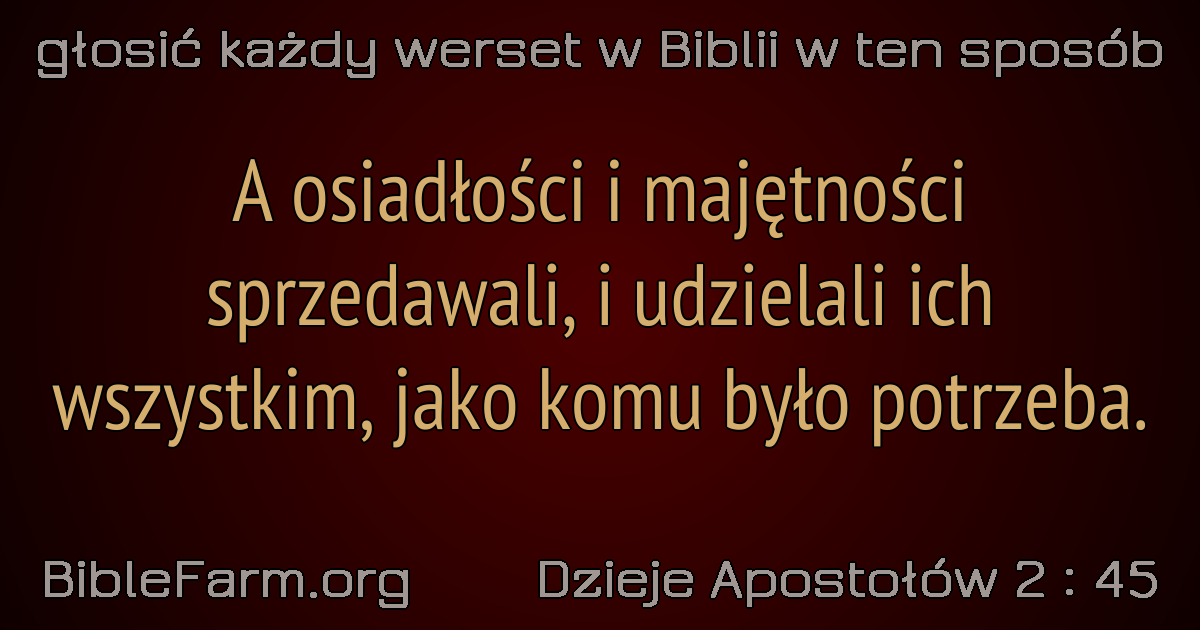 głosić każdy werset w Biblii w ten sposób
A osiadłości i majętności
sprzedawali, i udzielali ich
wszystkim, jako komu było potrzeba.
BibleFarm.org
Dzieje Apostołów 2 : 45